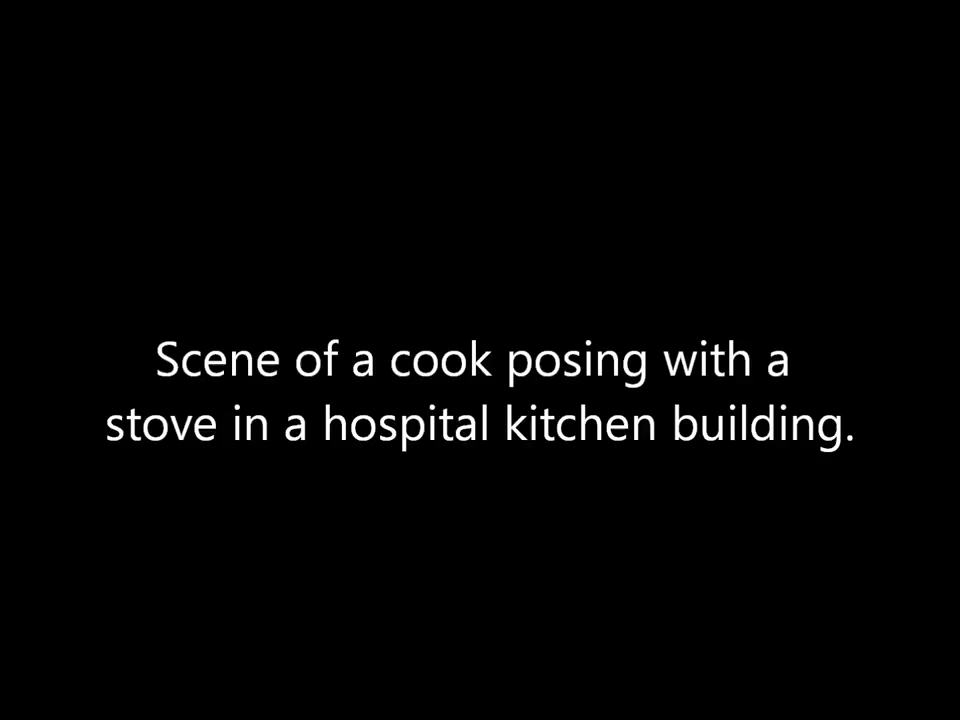 Scene of a cook posing with a
stove in a hospital kitchen building.